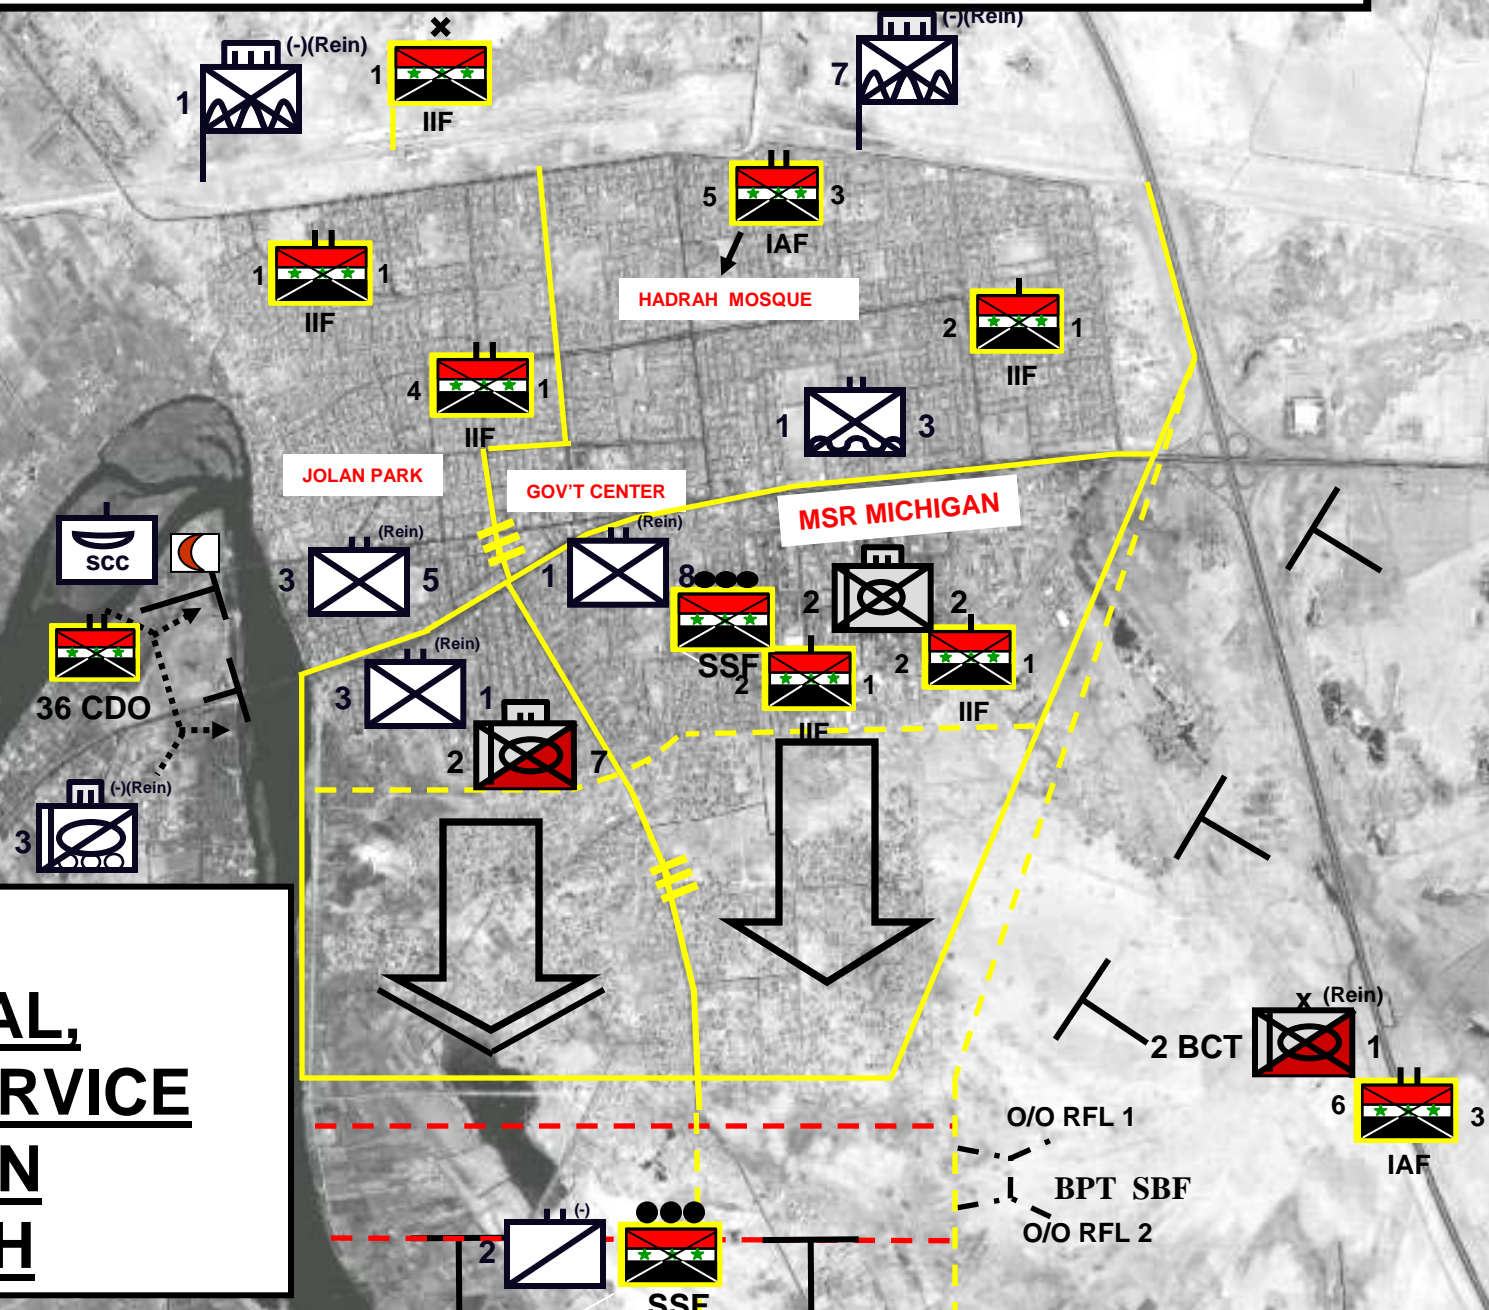 (-)(Rein)
1
1
IIF
(-)(Rein)
7
5
3
IAF
1
1
IIF
HADRAH MOSQUE
2
1
IIF
4
1
IIF
1
3
JOLAN PARK
GOV'T CENTER
MSR MICHIGAN
SCC
(Rein)
3
5
(Rein)
1
8
SSF
2
2
36 CDO
(Rein)
3
1
2
1
IIF
2
1
IIF
2
7
(-)(Rein)
3
AL,
RVICE
N
H
2 BCT
x
(Rein)
1
6
3
IAF
O/O RFL 1
BPT SBF
O/O RFL 2
(-)
2
SSF